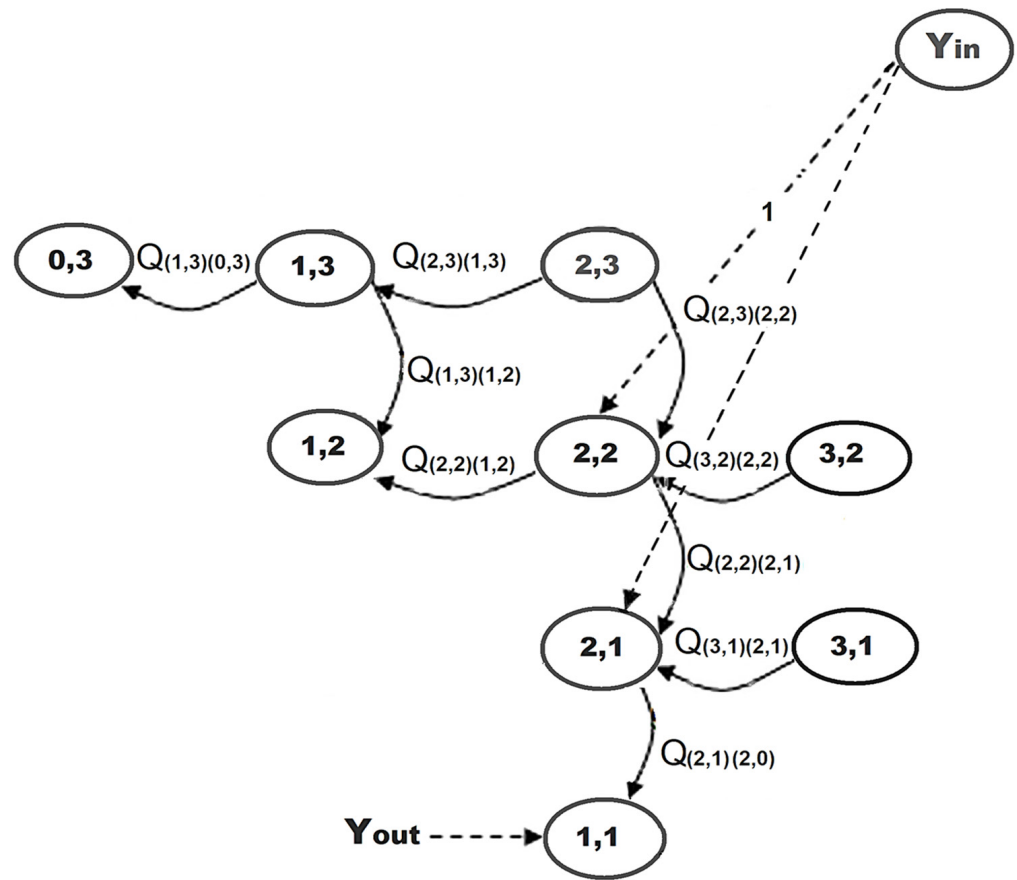 Yin
1
0,3
Q(1,3)(0,3)
1,3
Q(2,3)(1,3)
2,3
Q(2,3)(2,2)
Q(1,3)(1,2)
1,2
Q(2,2)(1,2)
2,2
Q(3,2)(2,2)
3,2
Q(2,2)(2,1)
2,1
Q(3,1)(2,1)
3,1
Q(2,1)(2,0)
Yout
1,1